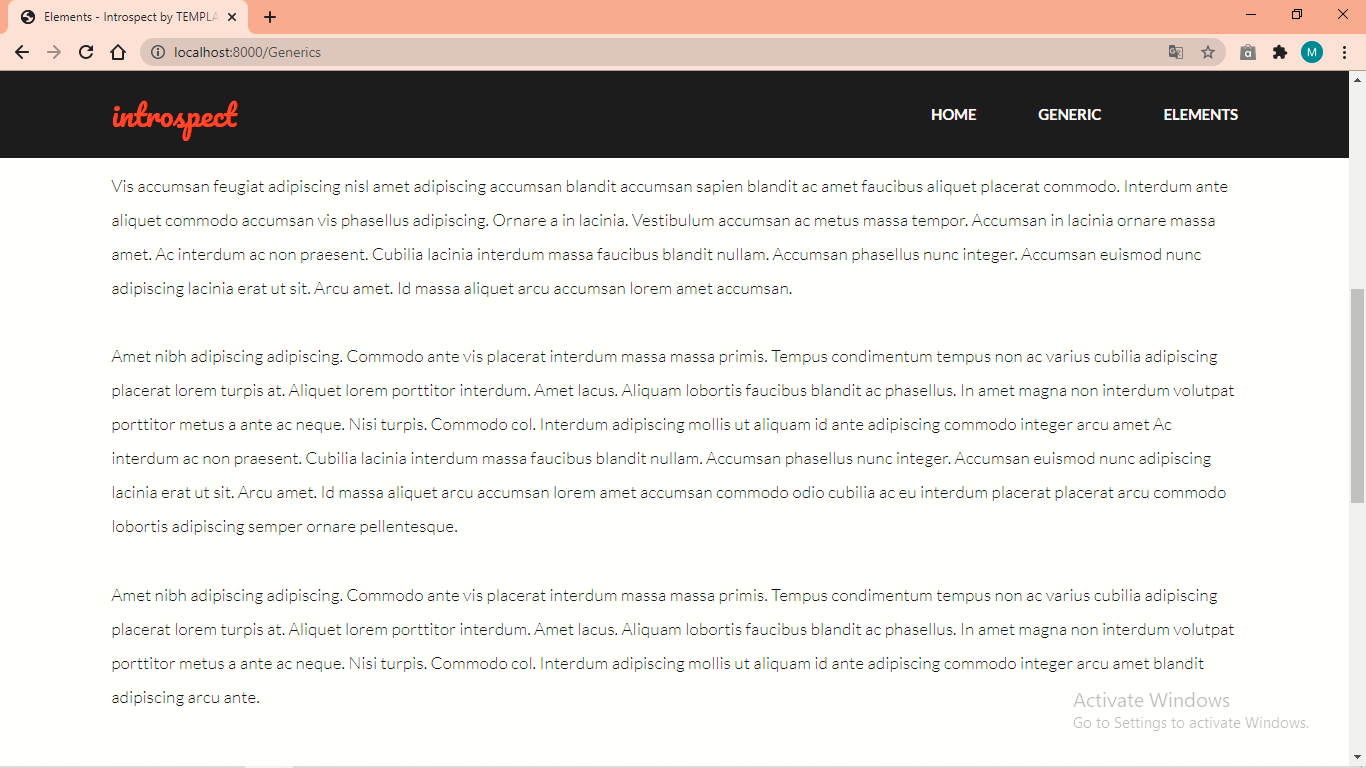 Elements - Introspect by TEMPLA
localhost:8000/Generics
M
introspect
HOME
GENERIC
ELEMENTS
Vis accumsan feugiat adipiscing nisl amet adipiscing accumsan blandit accumsan sapien blandit ac amet faucibus aliquet placerat commodo. Interdum ante
aliquet commodo accumsan vis phasellus adipiscing. Ornare a in lacinia. Vestibulum accumsan ac metus massa tempor. Accumsan in lacinia ornare massa
amet. Ac interdum ac non praesent. Cubilia lacinia interdum massa faucibus blandit nullam. Accumsan phasellus nunc integer. Accumsan euismod nunc
adipiscing lacinia erat ut sit. Arcu amet. Id massa aliquet arcu accumsan lorem amet accumsan.
Amet nibh adipiscing adipiscing. Commodo ante vis placerat interdum massa massa primis. Tempus condimentum tempus non ac varius cubilia adipiscing
placerat lorem turpis at. Aliquet lorem porttitor interdum. Amet lacus. Aliquam lobortis faucibus blandit ac phasellus. In amet magna non interdum volutpat
porttitor metus a ante ac neque. Nisi turpis. Commodo col. Interdum adipiscing mollis ut aliquam id ante adipiscing commodo integer arcu amet Ac
interdum ac non praesent. Cubilia lacinia interdum massa faucibus blandit nullam. Accumsan phasellus nunc integer. Accumsan euismod nunc adipiscing
lacinia erat ut sit. Arcu amet. Id massa aliquet arcu accumsan lorem amet accumsan commodo odio cubilia ac eu interdum placerat placerat arcu commodo
lobortis adipiscing semper ornare pellentesque.
Amet nibh adipiscing adipiscing. Commodo ante vis placerat interdum massa massa primis. Tempus condimentum tempus non ac varius cubilia adipiscing
placerat lorem turpis at. Aliquet lorem porttitor interdum. Amet lacus. Aliquam lobortis faucibus blandit ac phasellus. In amet magna non interdum volutpat
porttitor metus a ante ac neque. Nisi turpis. Commodo col. Interdum adipiscing mollis ut aliquam id ante adipiscing commodo integer arcu amet blandit
adipiscing arcu ante.
Activate Windows
Go to Settings to activate Windows.